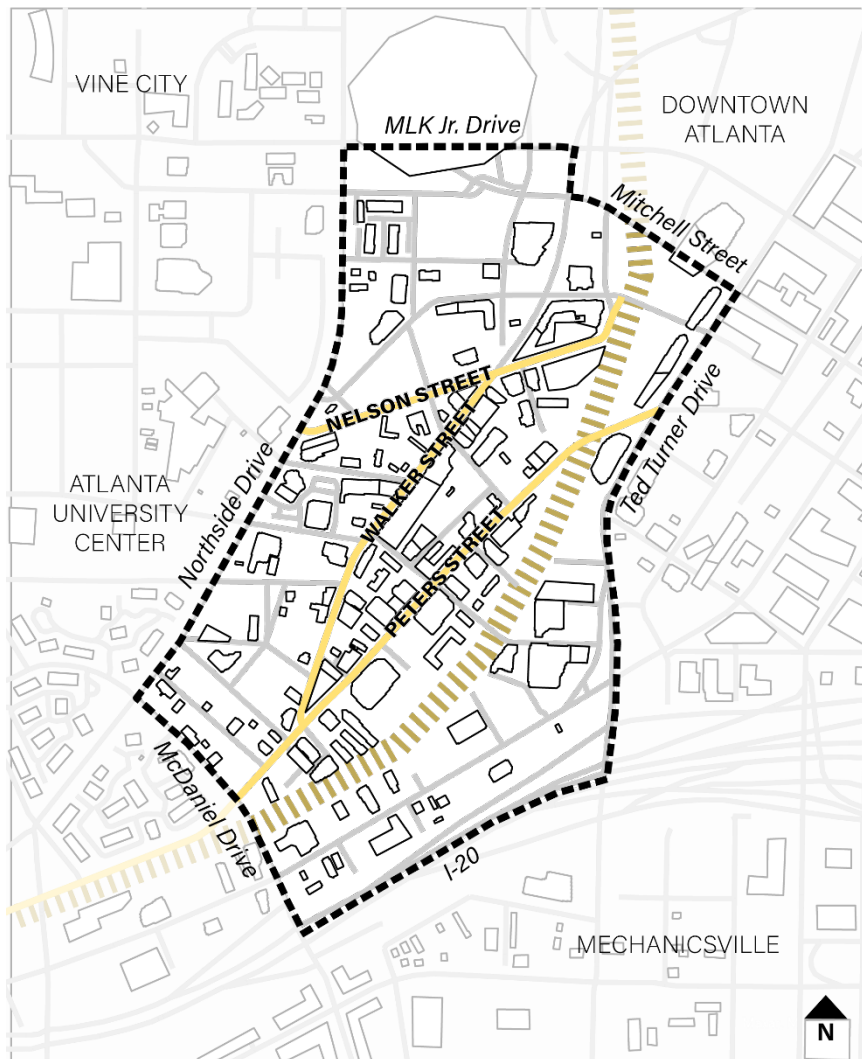 VINE CITY
MLK Jr. Drive
DOWNTOWN
ATLANTA
Mitchell Street
NELSON STREET
WALKER STREET
Ted Turner Drive
ATLANTA
UNIVERSITY
CENTER
Northside Drive
PETERS STREET
McDaniel Drive
I-20
MECHANICSVILLE
N